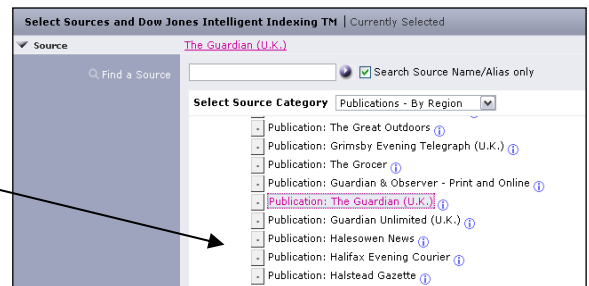 Select Sources and Dow Jones Intelligent Indexing TM | Currently Selected
Source The Guardian (U.K.)
Find a Source Search Source Name/Alias only
Select Source Category Publications - By Region
Publication: The Great Outdoors
Publication: Grimsby Evening Telegraph (U.K.)
Publication: The Grocer
Publication: Guardian & Observer - Print and Online
Publication: The Guardian (U.K.)
Publication: Guardian Unlimited (U.K.)
Publication: Halesowen News
Publication: Halifax Evening Courier
Publication: Halstead Gazette